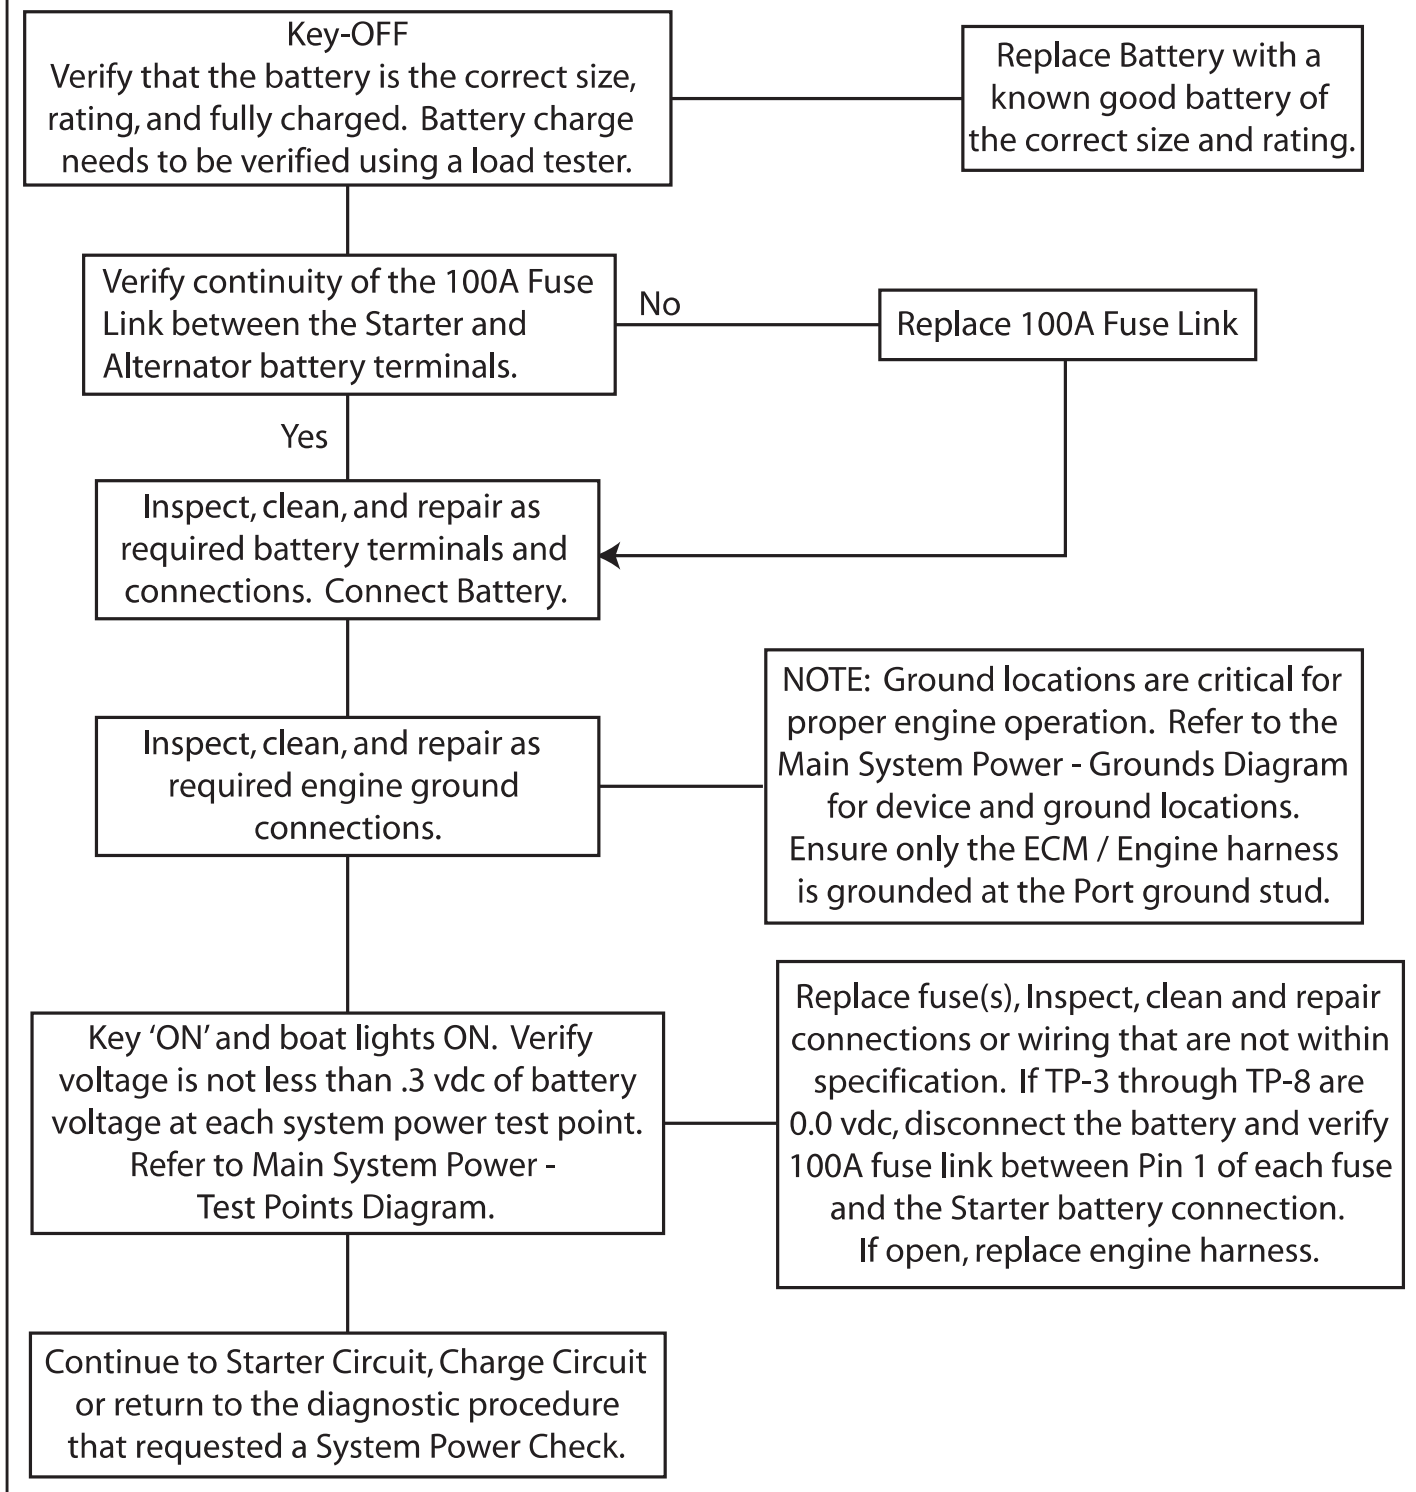 Key-OFF
Verify that the battery is the correct size,
rating, and fully charged. Battery charge
needs to be verified using a load tester.
Replace Battery with a
known good battery of
the correct size and rating.
Verify continuity of the 100A Fuse
Link between the Starter and
Alternator battery terminals.
No
Replace 100A Fuse Link
Yes
Inspect, clean, and repair as
required battery terminals and
connections. Connect Battery.
Inspect, clean, and repair as
required engine ground
connections.
NOTE: Ground locations are critical for
proper engine operation. Refer to the
Main System Power - Grounds Diagram
for device and ground locations.
Ensure only the ECM / Engine harness
is grounded at the Port ground stud.
Key ‘ON’ and boat lights ON. Verify
voltage is not less than .3 vdc of battery
voltage at each system power test point.
Refer to Main System Power -
Test Points Diagram.
Replace fuse(s), Inspect, clean and repair
connections or wiring that are not within
specification. If TP-3 through TP-8 are
0.0 vdc, disconnect the battery and verify
100A fuse link between Pin 1 of each fuse
and the Starter battery connection.
If open, replace engine harness.
Continue to Starter Circuit, Charge Circuit
or return to the diagnostic procedure
that requested a System Power Check.